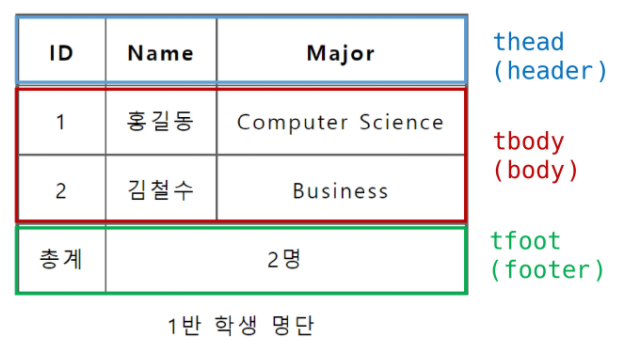 ID Name Major
thead
(header)
1 홍길동 Computer Science
2 김철수 Business
tbody
(body)
총계 2명
tfoot
(footer)
1반 학생 명단